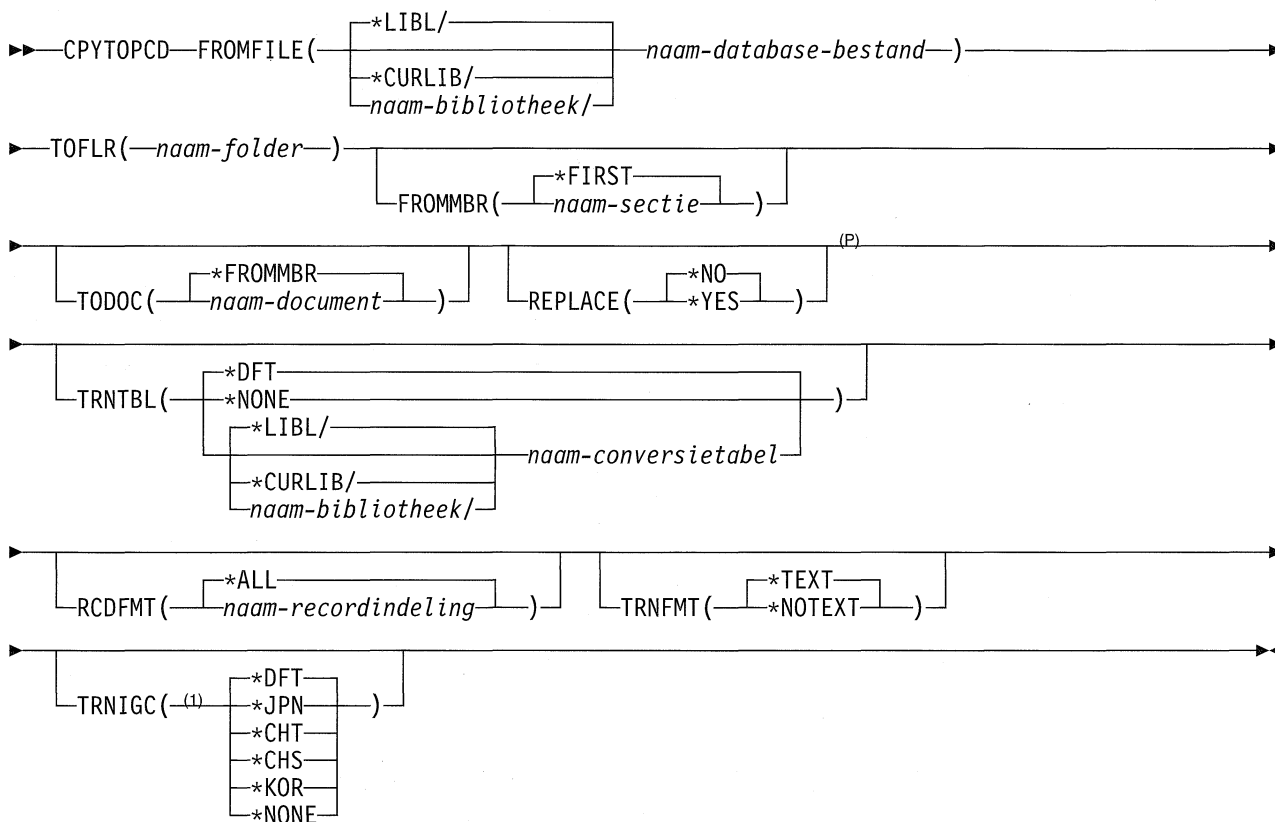 *LIBL/
CPYTOPCD FROMFILE( naam-database-bestand )
*CURLIB/
naam-bibliotheek/
TOFLR( naam-folder )
*FIRST
FROMMBR( naam-sectie )
(P)
*FROMMBR *NO
TODOC( naam-document ) REPLACE( *YES )
*DFT
TRNTBL( *NONE )
*LIBL/
naam-conversietabel
*CURLIB/
naam-bibliotheek/
*ALL *TEXT
RCDFMT( naam-recordindeling ) TRNFMT( *NOTEXT )
*DFT
TRNIGC( (1) *JPN )
*CHT
*CHS
*KOR
*NONE